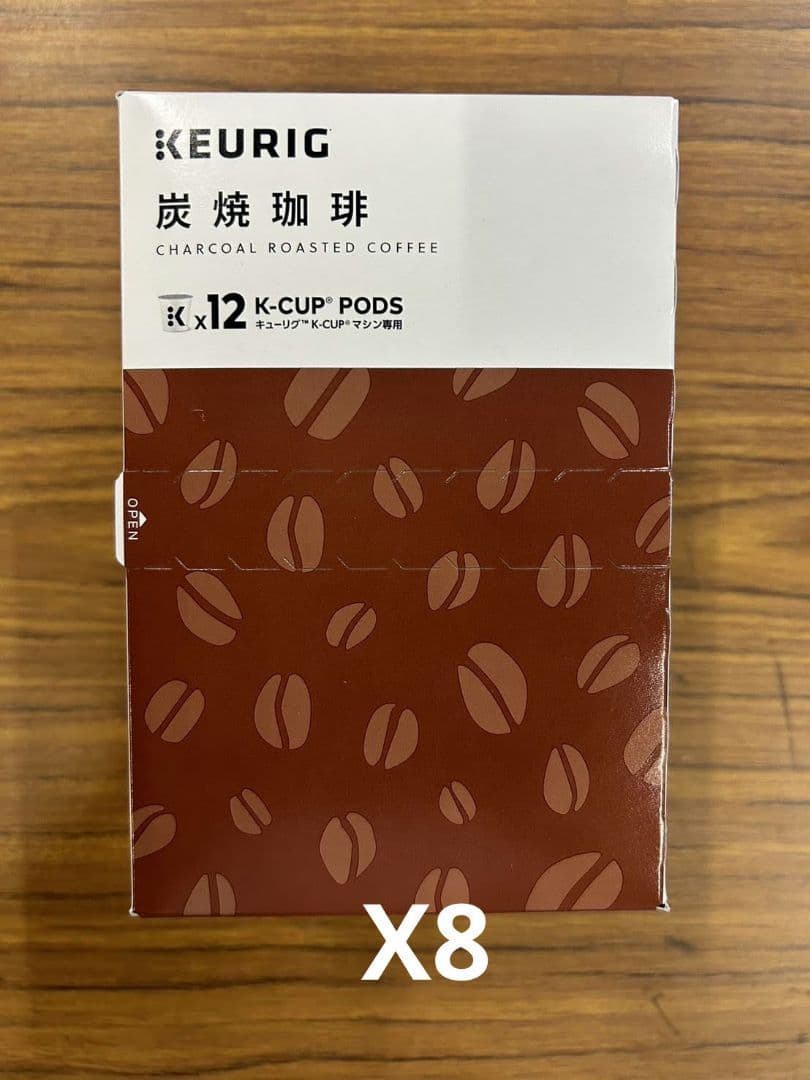 KEURIG
炭焼珈琲
CHARCOAL ROASTED COFFEE
K x12 K-CUP® PODS
キューリグ™ K-CUP® マシン専用
OPEN
X8